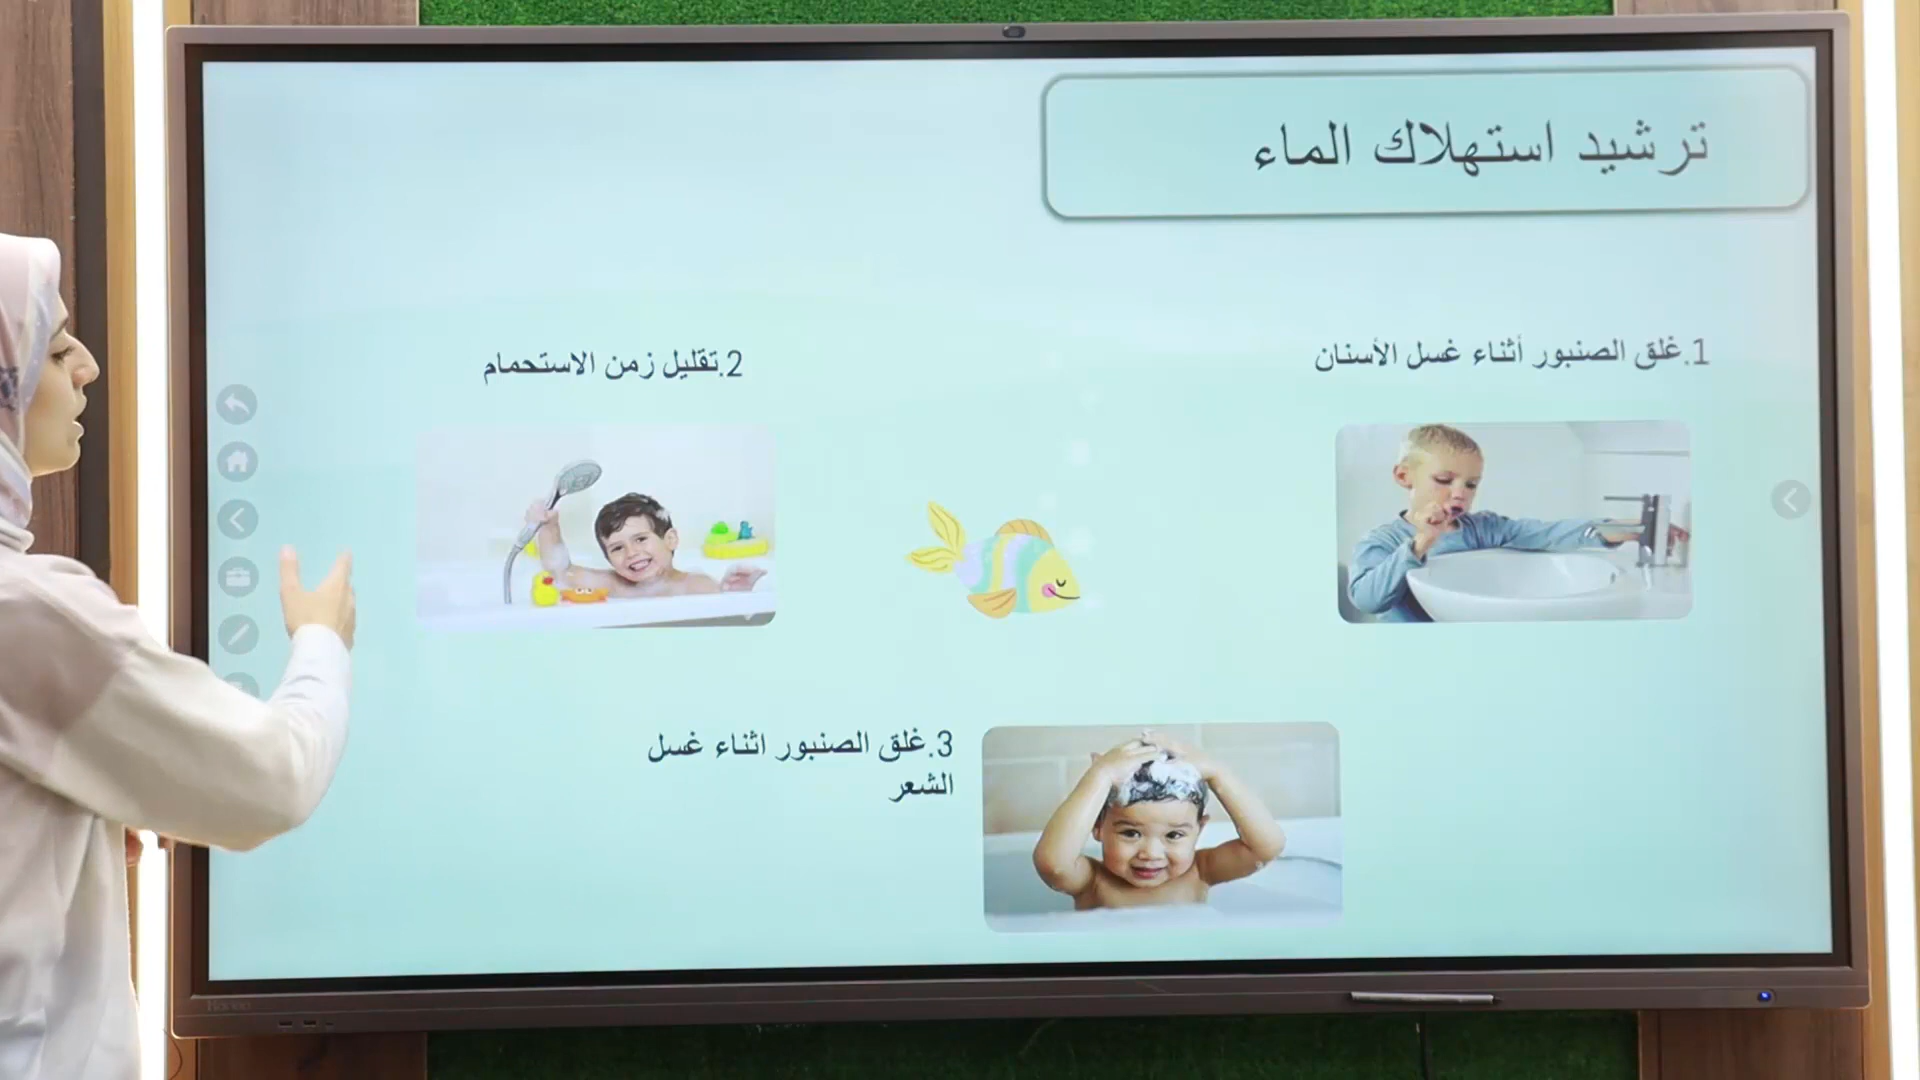 ترشيد استهلاك الماء
1.غلق الصنبور أثناء غسل الأسنان
2.تقليل زمن الاستحمام
3.غلق الصنبور اثناء غسل
الشعر